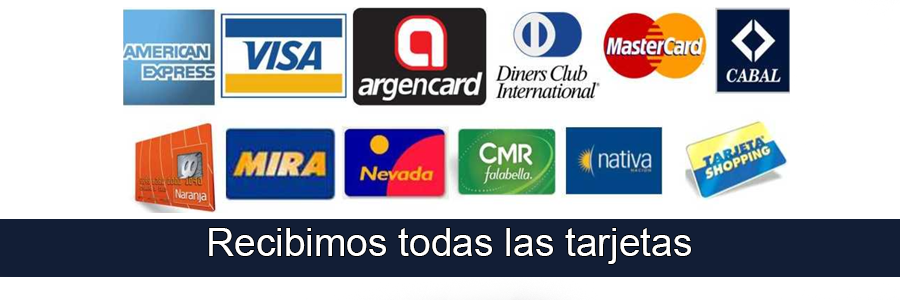 AMERICAN
EXPRESS
VISA
argencard
Diners Club
International®
MasterCard
CABAL
Naranja
MIRA
Nevada
CMR
falabella.
nativa
NACIÓN
TARJETA
SHOPPING
Recibimos todas las tarjetas